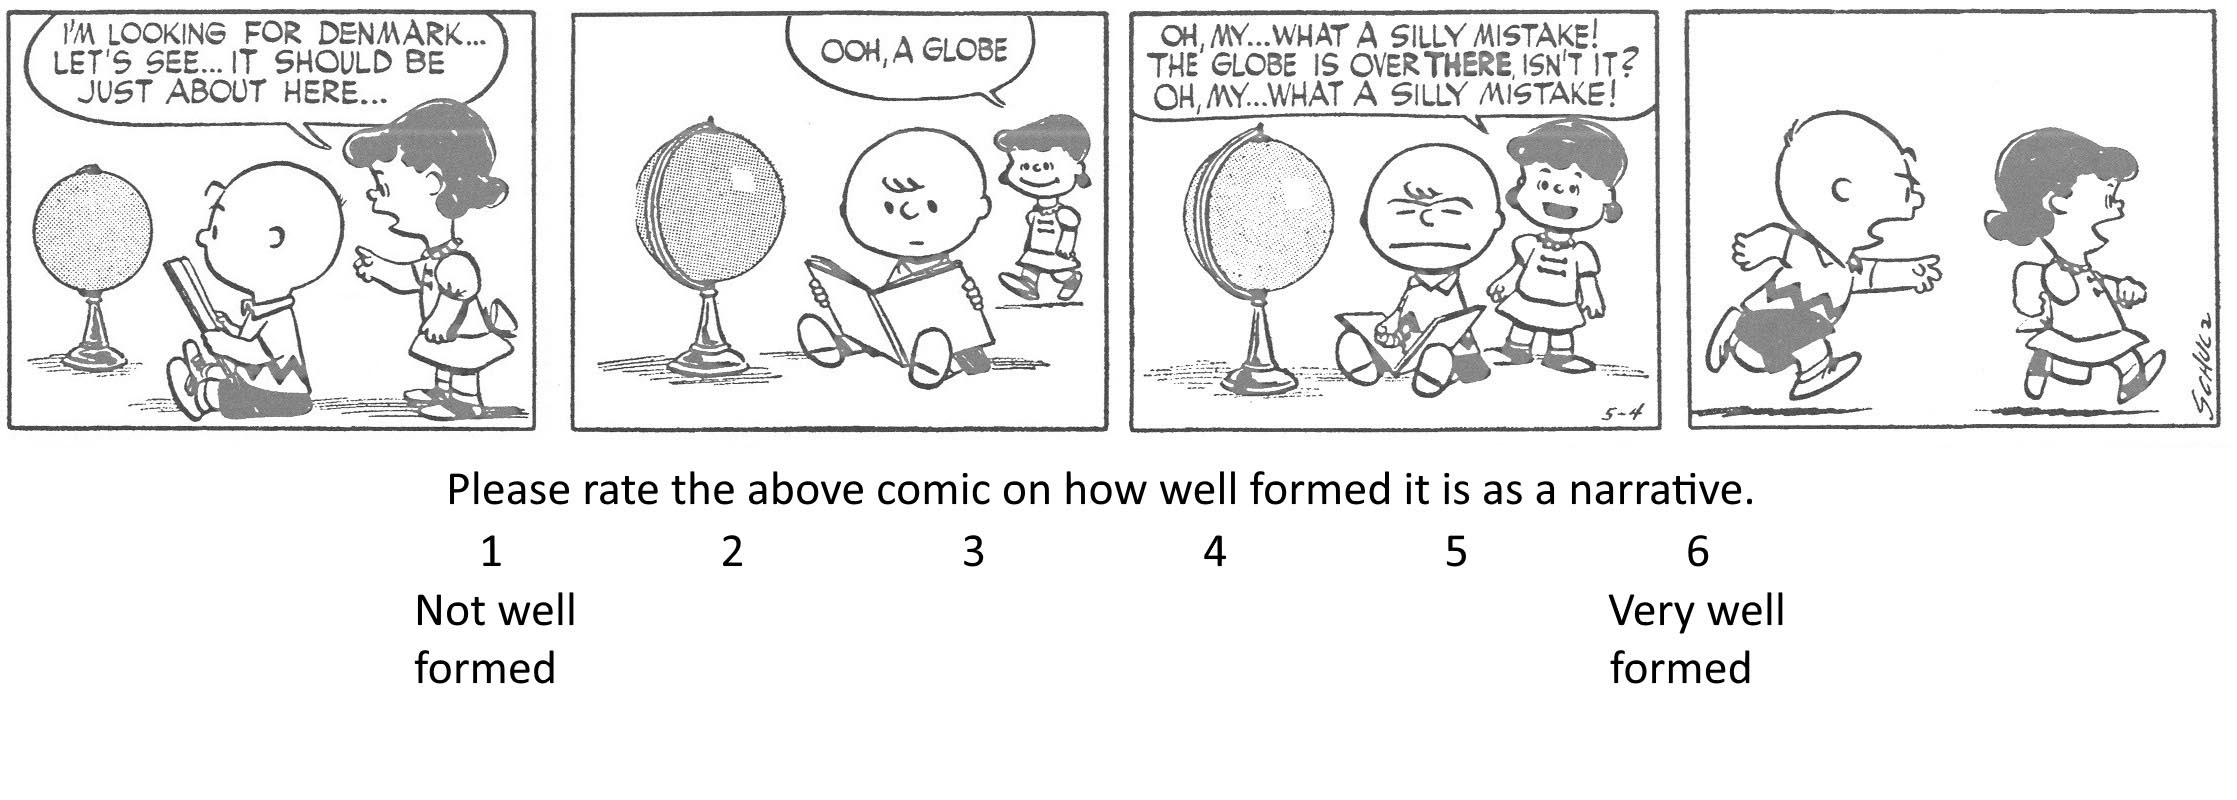 I'M LOOKING FOR DENMARK...
LET'S SEE... IT SHOULD BE
JUST ABOUT HERE...
OOH, A GLOBE
OH, MY...WHAT A SILLY MISTAKE!
THE GLOBE IS OVER THERE, ISN'T IT?
OH, MY...WHAT A SILLY MISTAKE!
5-4
SCHULZ
Please rate the above comic on how well formed it is as a narrative.
1 2 3 4 5 6
Not well
formed
Very well
formed